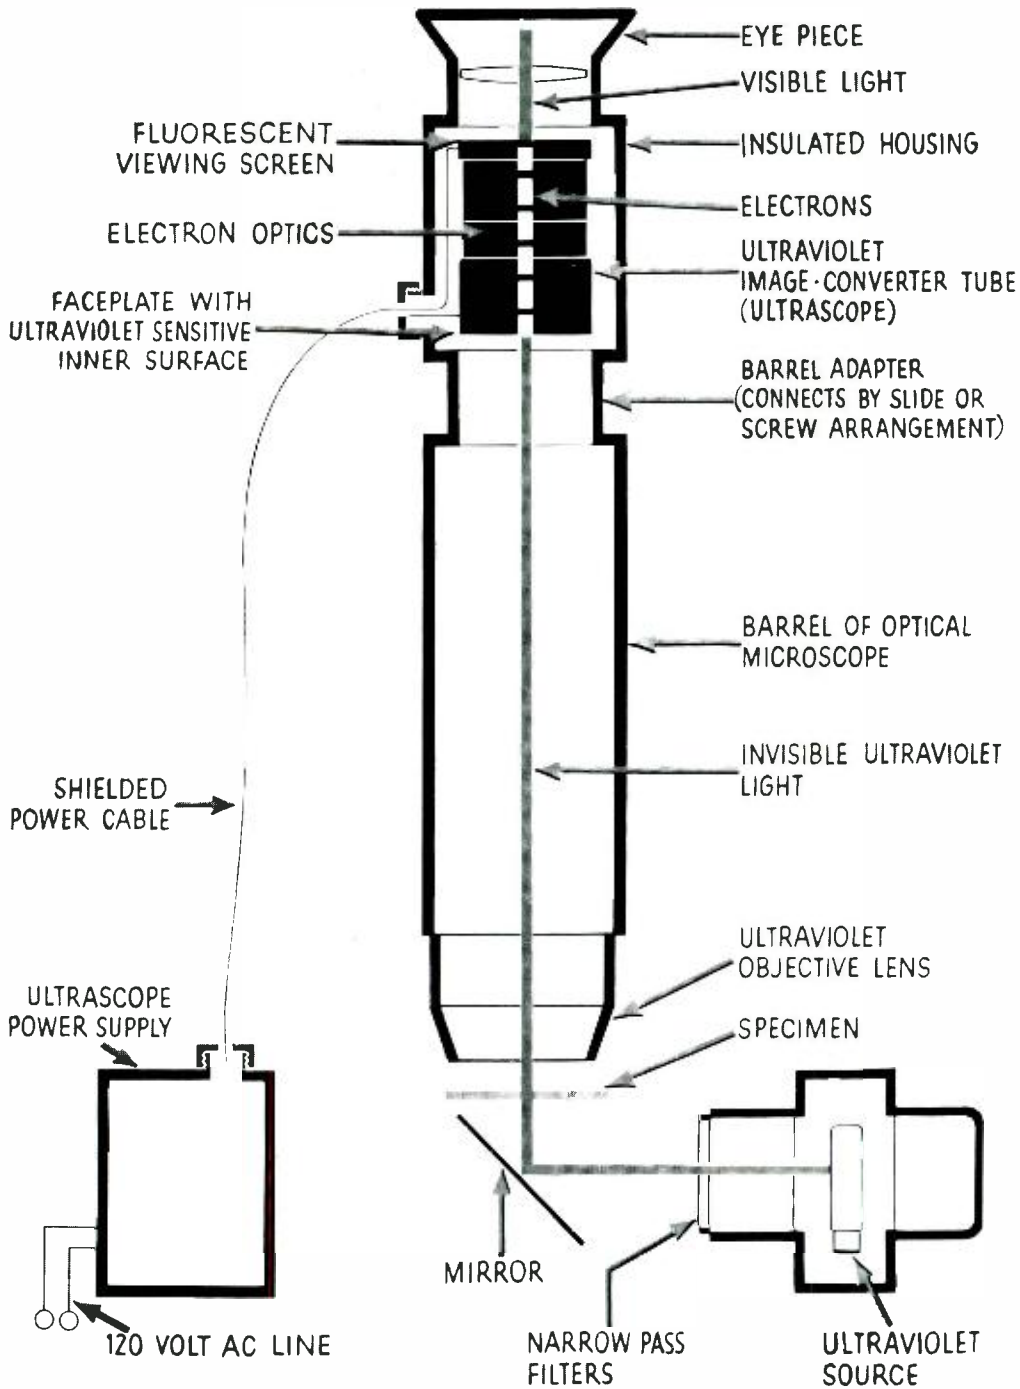 EYE PIECE
VISIBLE LIGHT
FLUORESCENT
VIEWING SCREEN
INSULATED HOUSING
ELECTRONS
ELECTRON OPTICS
ULTRAVIOLET
IMAGE-CONVERTER TUBE
(ULTRASCOPE)
FACEPLATE WITH
ULTRAVIOLET SENSITIVE
INNER SURFACE
BARREL ADAPTER
(CONNECTS BY SLIDE OR
SCREW ARRANGEMENT)
BARREL OF OPTICAL
MICROSCOPE
INVISIBLE ULTRAVIOLET
LIGHT
SHIELDED
POWER CABLE
ULTRAVIOLET
OBJECTIVE LENS
ULTRASCOPE
POWER SUPPLY
SPECIMEN
MIRROR
120 VOLT AC LINE
NARROW PASS
FILTERS
ULTRAVIOLET
SOURCE